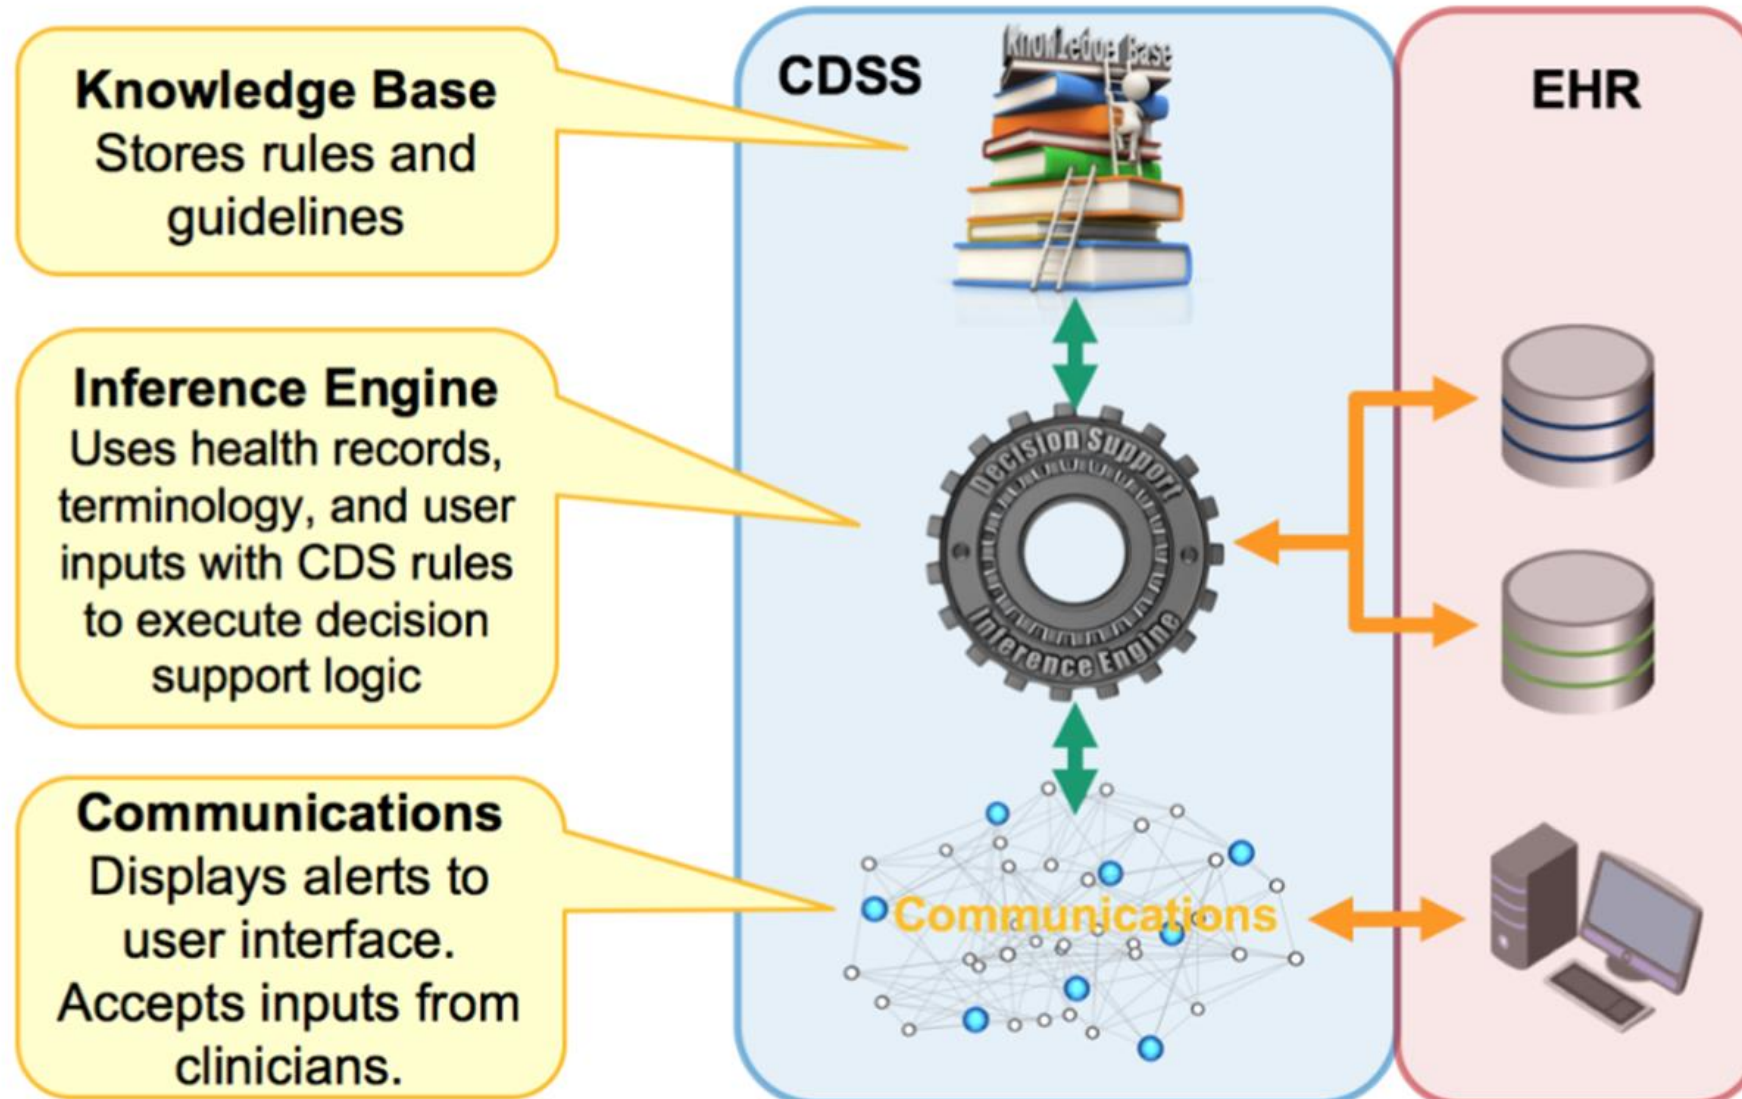 Knowledge Base
Stores rules and
guidelines
Inference Engine
Uses health records,
terminology, and user
inputs with CDS rules
to execute decision
support logic
Communications
Displays alerts to
user interface.
Accepts inputs from
clinicians.
CDSS
Knowledge Base
Decision Support
Inference Engine
Communications
EHR